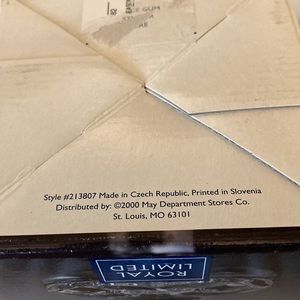 Style #213807 Made in Czech Republic, Printed in Slovenia
Distributed by: ©2000 May Department Stores Co.
St. Louis, MO 63101
ROYAL
LIMITED